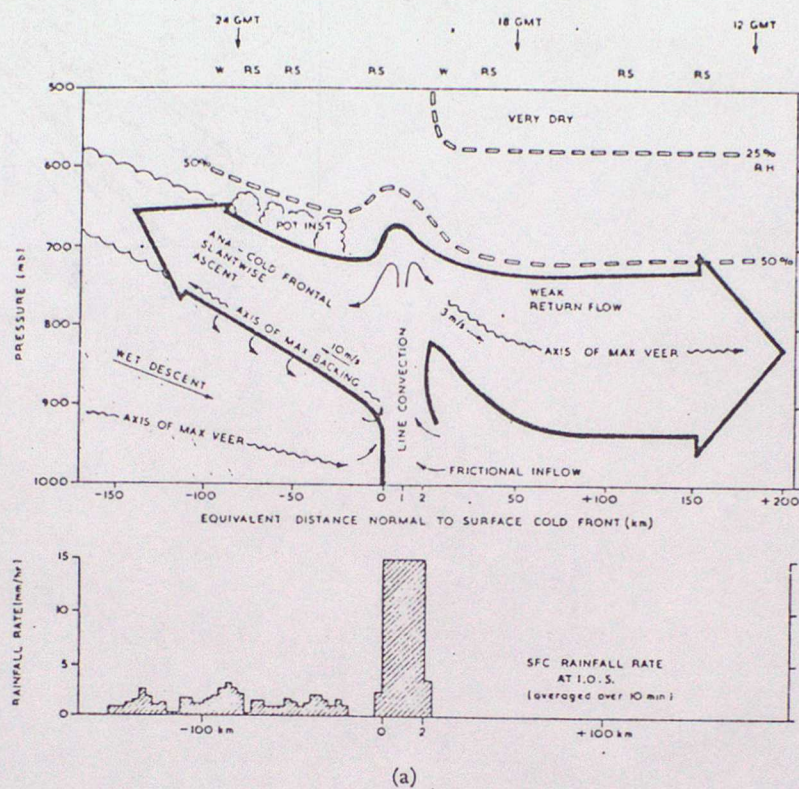 24 GMT 18 GMT 12 GMT
W RS RS RS W RS RS RS
500
VERY DRY
600
50%
25%
RH
POT INST
700
ANA - COLD FRONTAL
SLANTWISE
ASCENT
50%
WEAK
RETURN FLOW
3 m/s
800
AXIS OF MAX BACKING
10 m/s
AXIS OF MAX VEER
WET DESCENT
LINE CONVECTION
900
AXIS OF MAX VEER
FRICTIONAL INFLOW
1000
PRESSURE (mb)
-150 -100 -50 0 1 2 50 +100 150 +200
EQUIVALENT DISTANCE NORMAL TO SURFACE COLD FRONT (km)
15
10
5
0
RAINFALL RATE (mm/hr)
SFC RAINFALL RATE
AT I.O.S.
(averaged over 10 min)
-100 km 0 2 +100 km
(a)